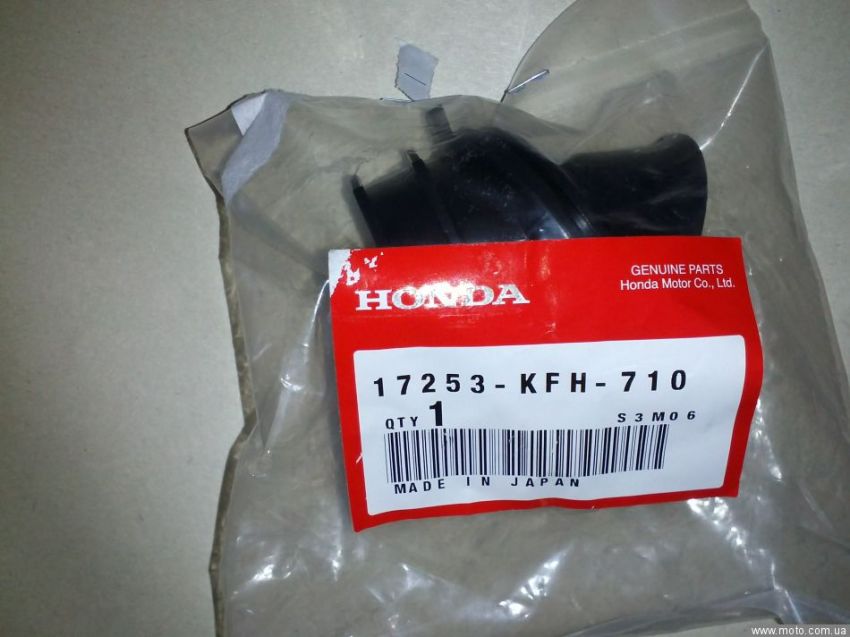 GENUINE PARTS
Honda Motor Co., Ltd.
HONDA
17253-KFH-710
QTY 1 S3M06
MADE IN JAPAN
www.moto.com.ua